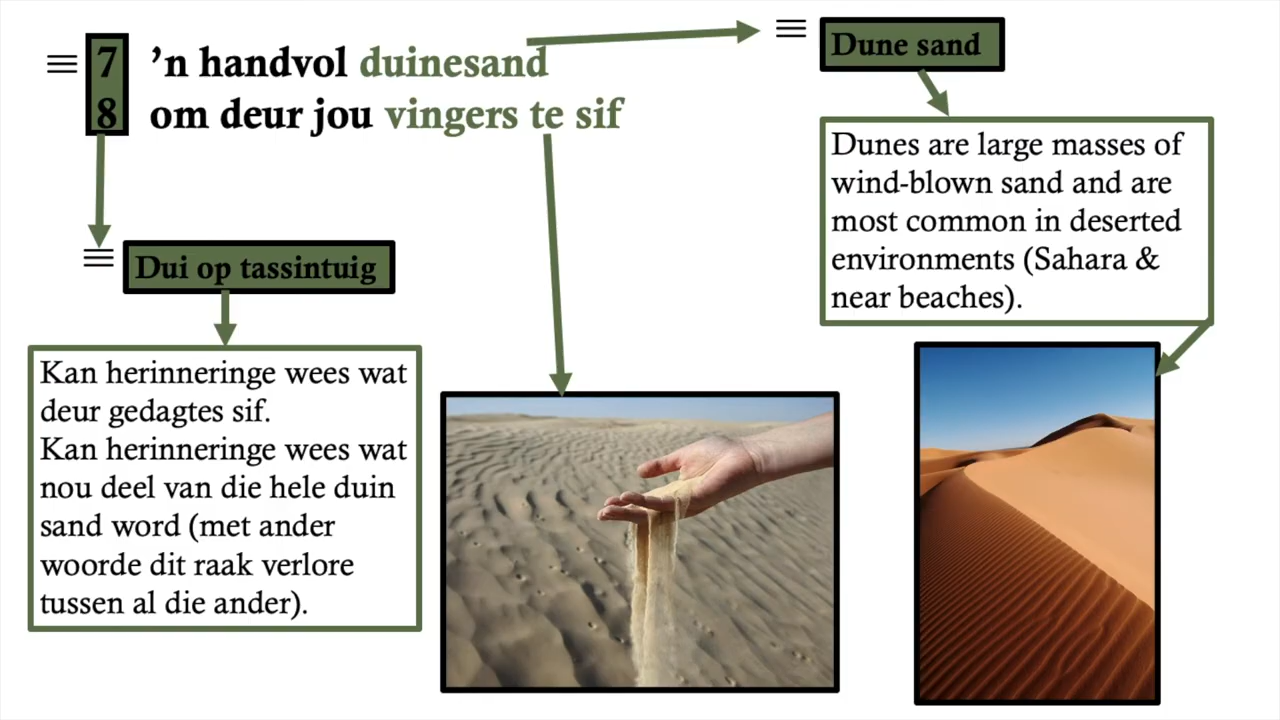 7 ’n handvol duinesand
8 om deur jou vingers te sif
Dune sand
Dunes are large masses of
wind-blown sand and are
most common in deserted
environments (Sahara &
near beaches).
Dui op tassintuig
Kan herinneringe wees wat
deur gedagtes sif.
Kan herinneringe wees wat
nou deel van die hele duin
sand word (met ander
woorde dit raak verlore
tussen al die ander).